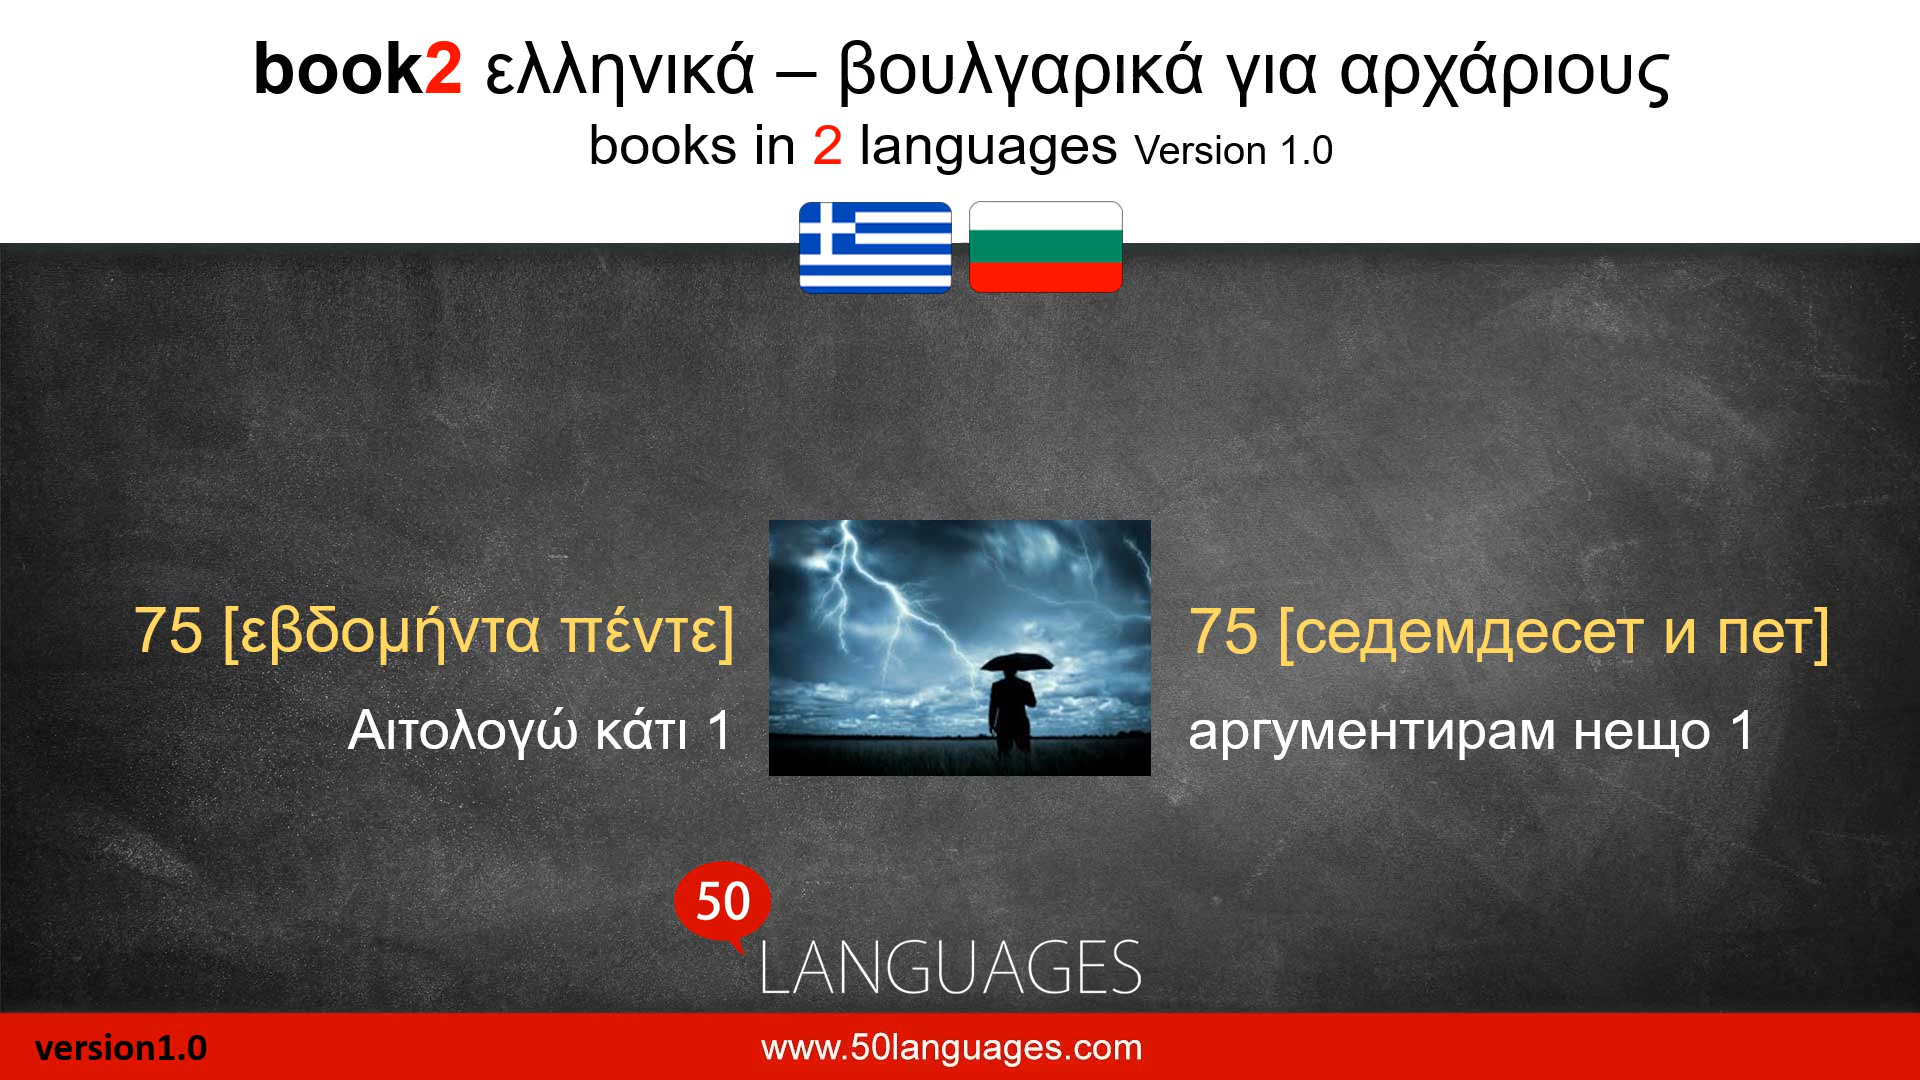 book2 ελληνικά – βουλγαρικά για αρχάριους
books in 2 languages Version 1.0
75 [εβδομήντα πέντε]
Αιτολογώ κάτι 1
75 [седемдесет и пет]
аргументирам нещо 1
50
LANGUAGES
version1.0
www.50languages.com